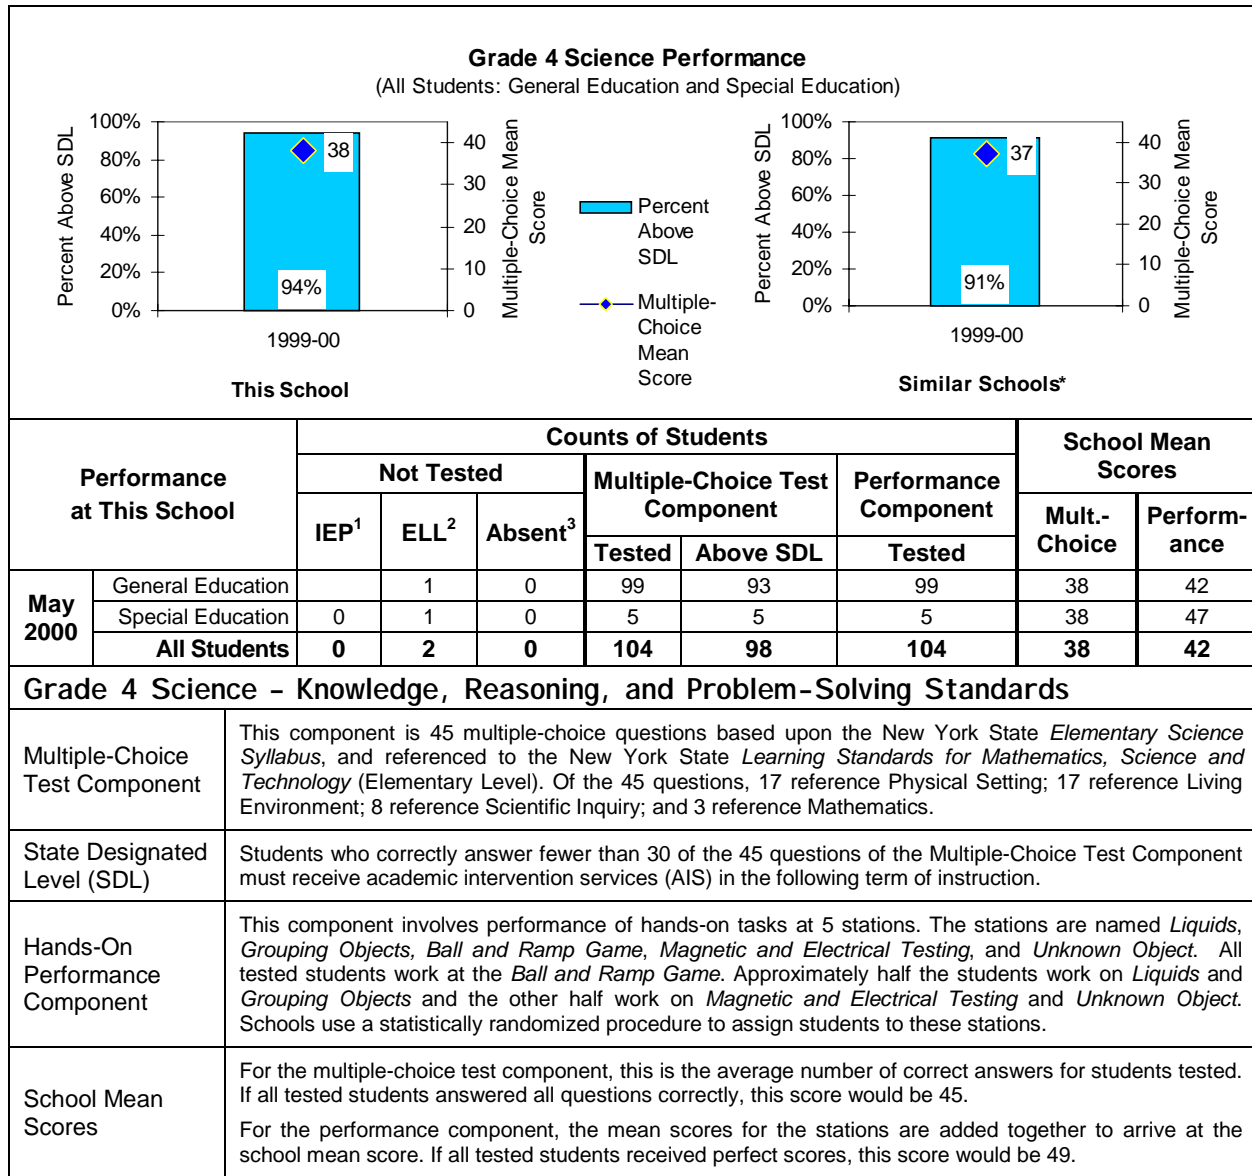 Grade 4 Science Performance
(All Students: General Education and Special Education)
Percent Above SDL
100%
80%
60%
40%
20%
0%
38
94%
40
30
20
10
0
Multiple-Choice Mean
Score
1999-00
This School
Percent
Above
SDL
Multiple-
Choice
Mean
Score
Percent Above SDL
100%
80%
60%
40%
20%
0%
37
91%
40
30
20
10
0
Multiple-Choice Mean
Score
1999-00
Similar Schools*
Performance
at This School
Counts of Students
School Mean
Scores
Not Tested
Multiple-Choice Test
Component
Performance
Component
IEP1 ELL2 Absent3
Mult.-
Choice
Perform-
ance
Tested Above SDL Tested
May
2000
General Education 1 0 99 93 99 38 42
Special Education 0 1 0 5 5 5 38 47
All Students 0 2 0 104 98 104 38 42
Grade 4 Science – Knowledge, Reasoning, and Problem-Solving Standards
Multiple-Choice
Test Component
This component is 45 multiple-choice questions based upon the New York State Elementary Science
Syllabus, and referenced to the New York State Learning Standards for Mathematics, Science and
Technology (Elementary Level). Of the 45 questions, 17 reference Physical Setting; 17 reference Living
Environment; 8 reference Scientific Inquiry; and 3 reference Mathematics.
State Designated
Level (SDL)
Students who correctly answer fewer than 30 of the 45 questions of the Multiple-Choice Test Component
must receive academic intervention services (AIS) in the following term of instruction.
Hands-On
Performance
Component
This component involves performance of hands-on tasks at 5 stations. The stations are named Liquids,
Grouping Objects, Ball and Ramp Game, Magnetic and Electrical Testing, and Unknown Object. All
tested students work at the Ball and Ramp Game. Approximately half the students work on Liquids and
Grouping Objects and the other half work on Magnetic and Electrical Testing and Unknown Object.
Schools use a statistically randomized procedure to assign students to these stations.
School Mean
Scores
For the multiple-choice test component, this is the average number of correct answers for students tested.
If all tested students answered all questions correctly, this score would be 45.
For the performance component, the mean scores for the stations are added together to arrive at the
school mean score. If all tested students received perfect scores, this score would be 49.